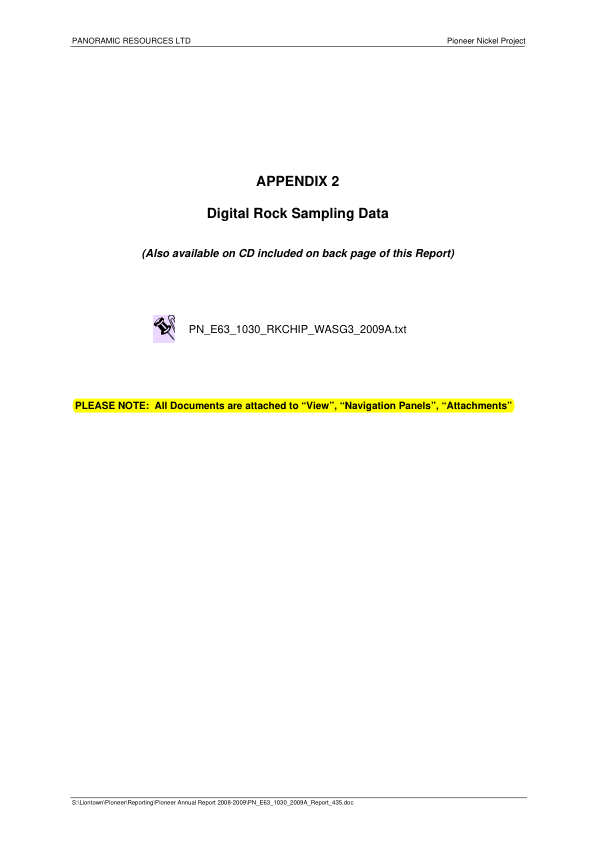 PANORAMIC RESOURCES LTD Pioneer Nickel Project
APPENDIX 2
Digital Rock Sampling Data
(Also available on CD included on back page of this Report)
PN_E63_1030_RKCHIP_WASG3_2009A.txt
PLEASE NOTE:  All Documents are attached to “View”, “Navigation Panels”, “Attachments”
S:\Liontown\Pioneer\Reporting\Pioneer Annual Report 2008-2009\PN_E63_1030_2009A_Report_435.doc